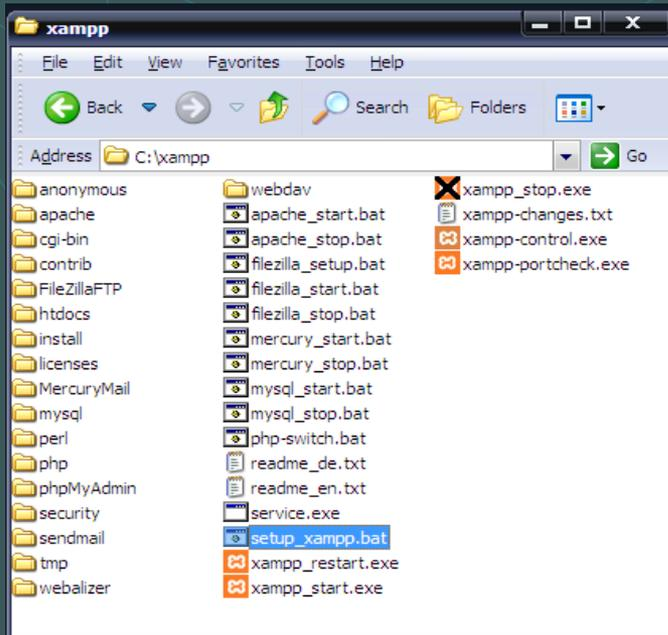 xampp
File Edit View Favorites Tools Help
Back Search Folders
Address C:\xampp Go
anonymous
apache
cgi-bin
contrib
FileZillaFTP
htdocs
install
licenses
MercuryMail
mysql
perl
php
phpMyAdmin
security
sendmail
tmp
webalizer
webdav
apache_start.bat
apache_stop.bat
filezilla_setup.bat
filezilla_start.bat
filezilla_stop.bat
mercury_start.bat
mercury_stop.bat
mysql_start.bat
mysql_stop.bat
php-switch.bat
readme_de.txt
readme_en.txt
service.exe
setup_xampp.bat
xampp_restart.exe
xampp_start.exe
xampp_stop.exe
xampp-changes.txt
xampp-control.exe
xampp-portcheck.exe